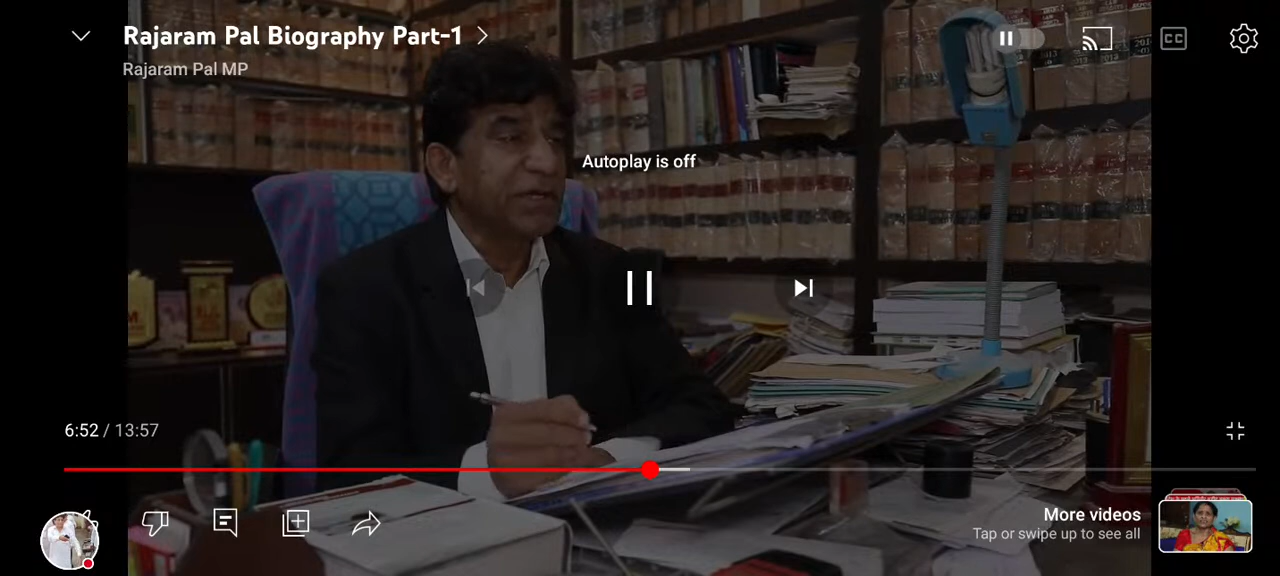 Rajaram Pal Biography Part-1
Rajaram Pal MP
CC
Autoplay is off
6:52 / 13:57
More videos
Tap or swipe up to see all